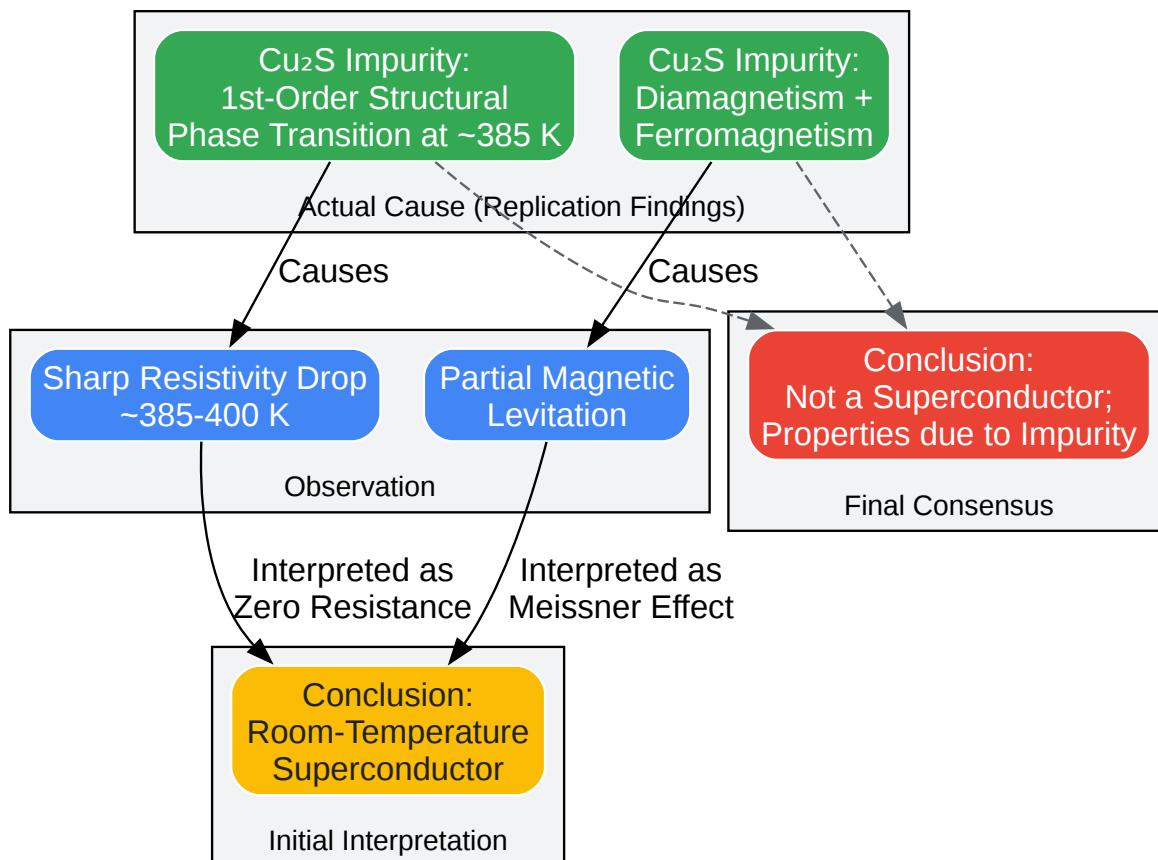 Cu₂S Impurity:
1st-Order Structural
Phase Transition at ~385 K
Cu₂S Impurity:
Diamagnetism +
Ferromagnetism
Actual Cause (Replication Findings)
Causes
Causes
Sharp Resistivity Drop
~385-400 K
Partial Magnetic
Levitation
Observation
Conclusion:
Not a Superconductor;
Properties due to Impurity
Final Consensus
Interpreted as
Zero Resistance
Interpreted as
Meissner Effect
Conclusion:
Room-Temperature
Superconductor
Initial Interpretation